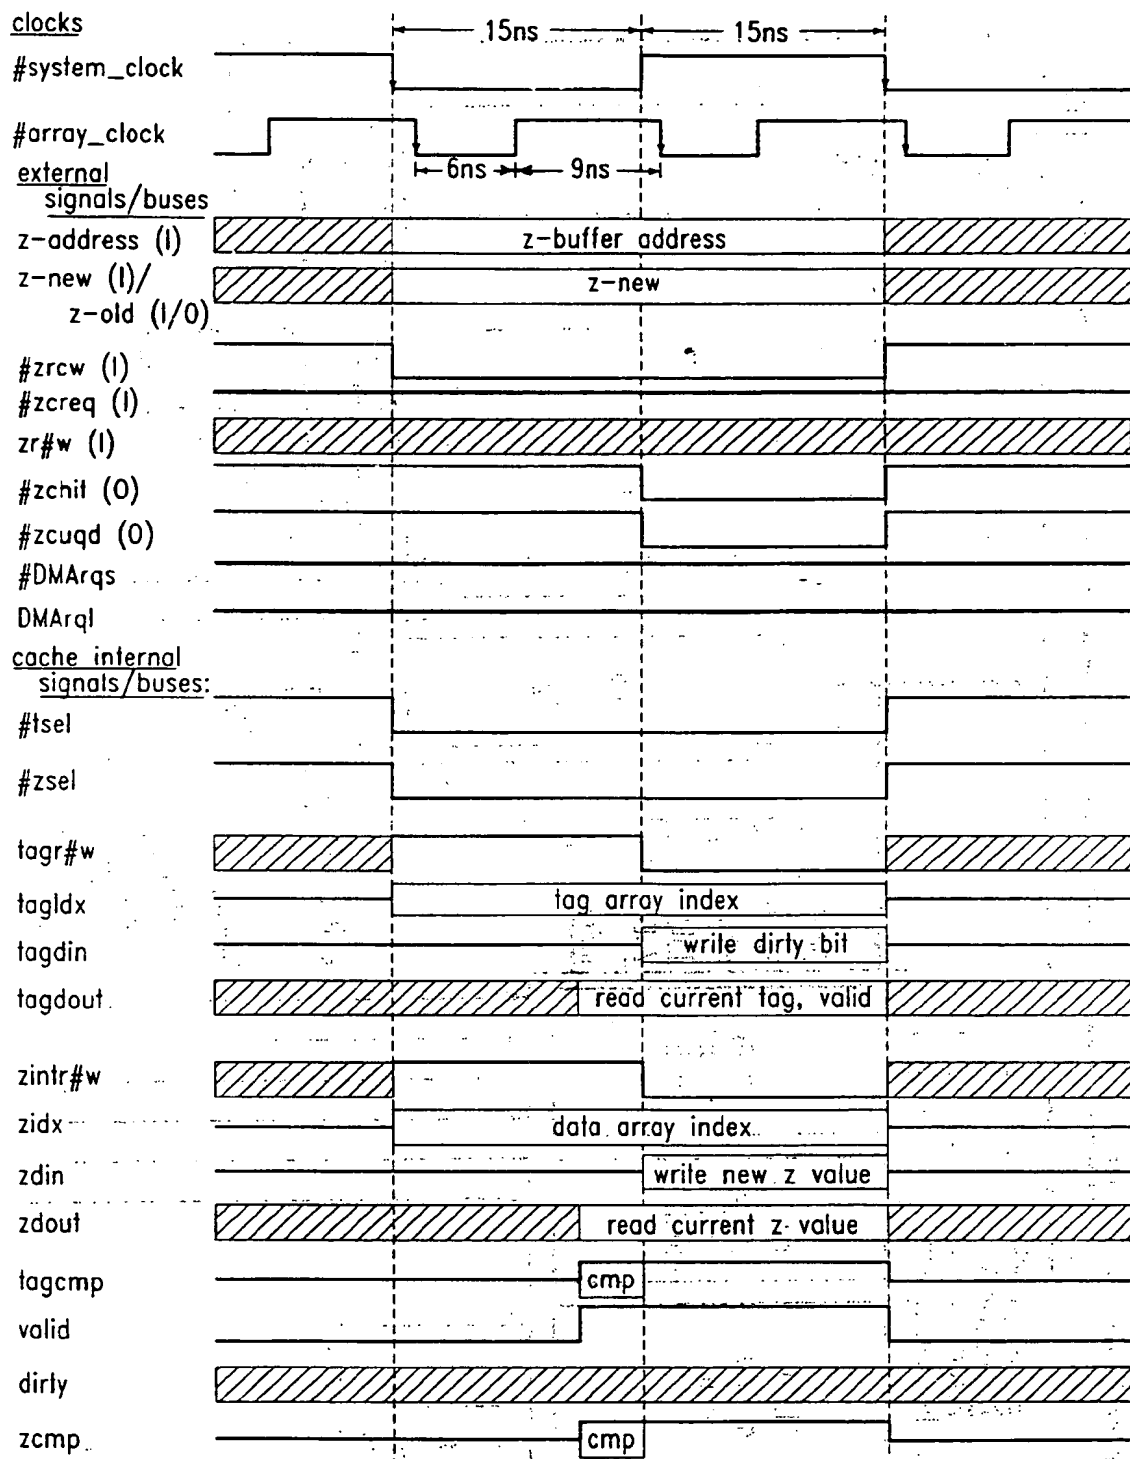 clocks
15ns 15ns
#system_clock
#array_clock
6ns 9ns
external
signals/buses
z-address (I) z-buffer address
z-new (I)/ z-new
z-old (I/O)
#zrcw (I)
#zcreq (I)
zr#w (I)
#zchit (O)
#zcuqd (O)
#DMArqs
DMArql
cache internal
signals/buses:
#tsel
#zsel
tagr#w
tagIdx tag array index
tagdin write dirty bit
tagdout read current tag, valid
zintr#w
zidx data array index
zdin write new z value
zdout read current z value
tagcmp cmp
valid
dirty
zcmp cmp